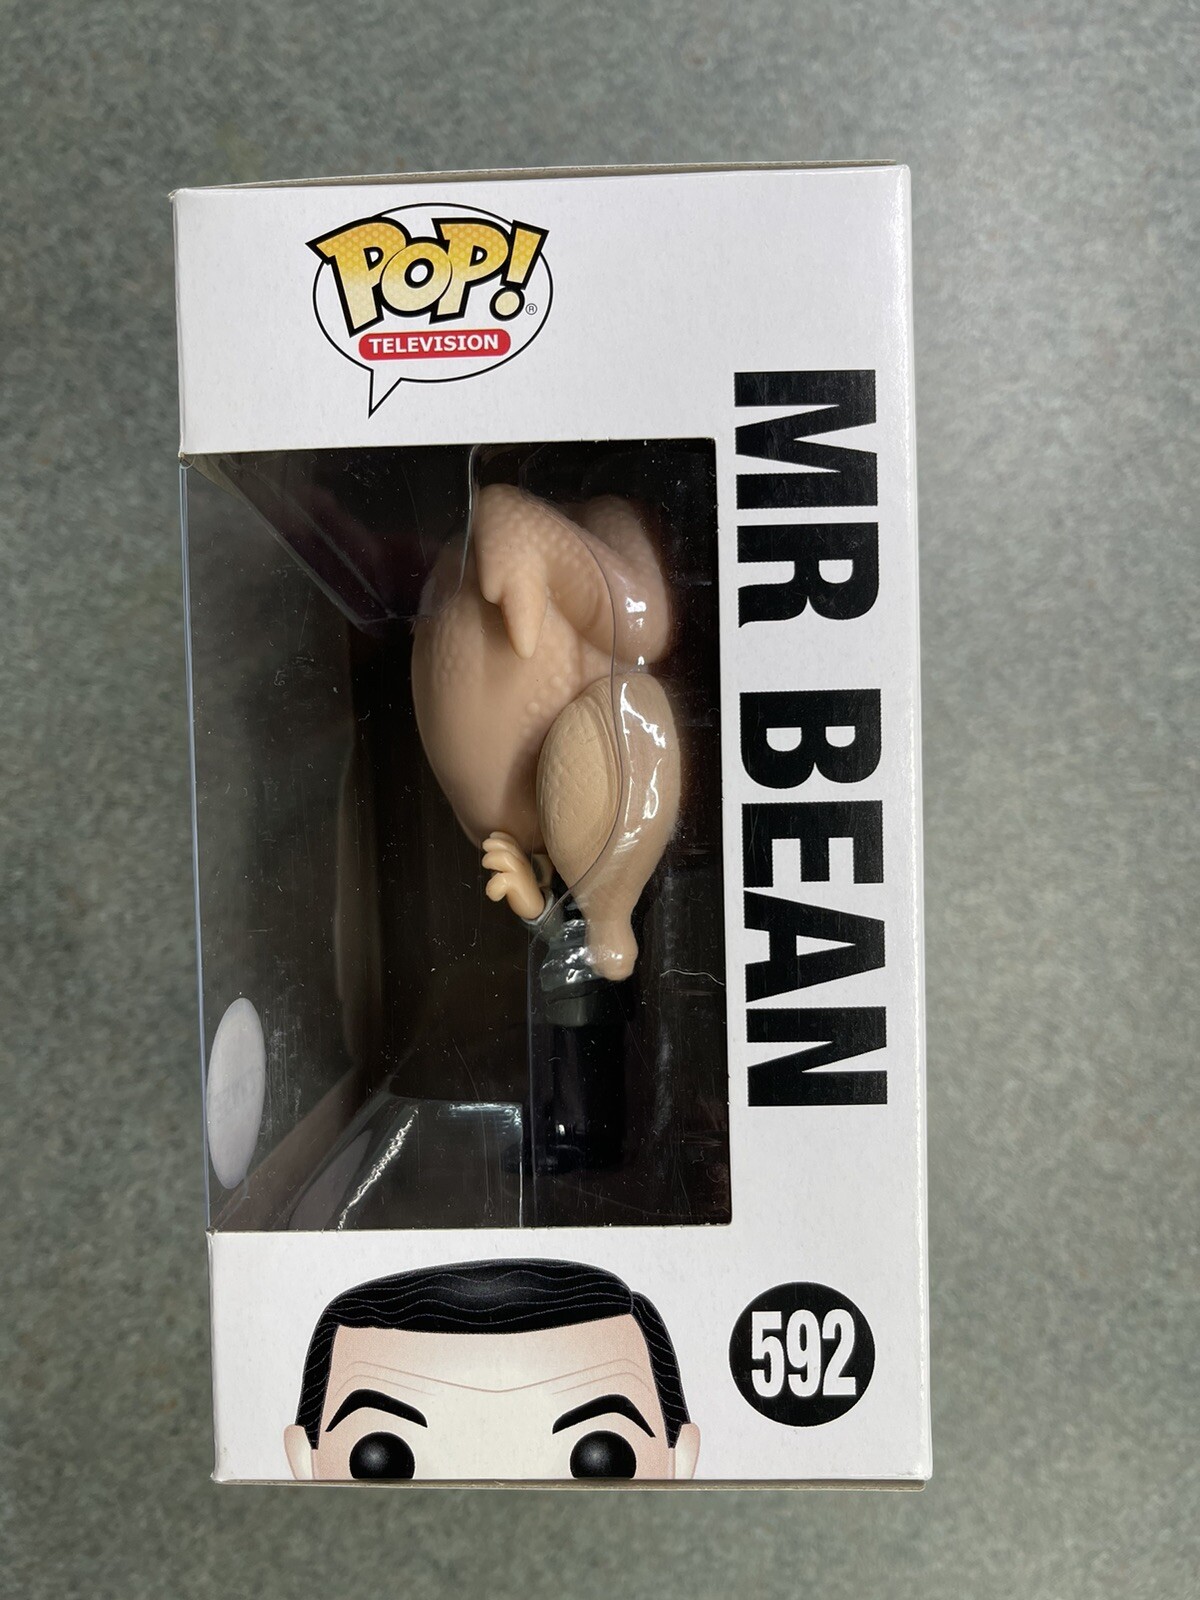 POP!®
TELEVISION
MR BEAN
592